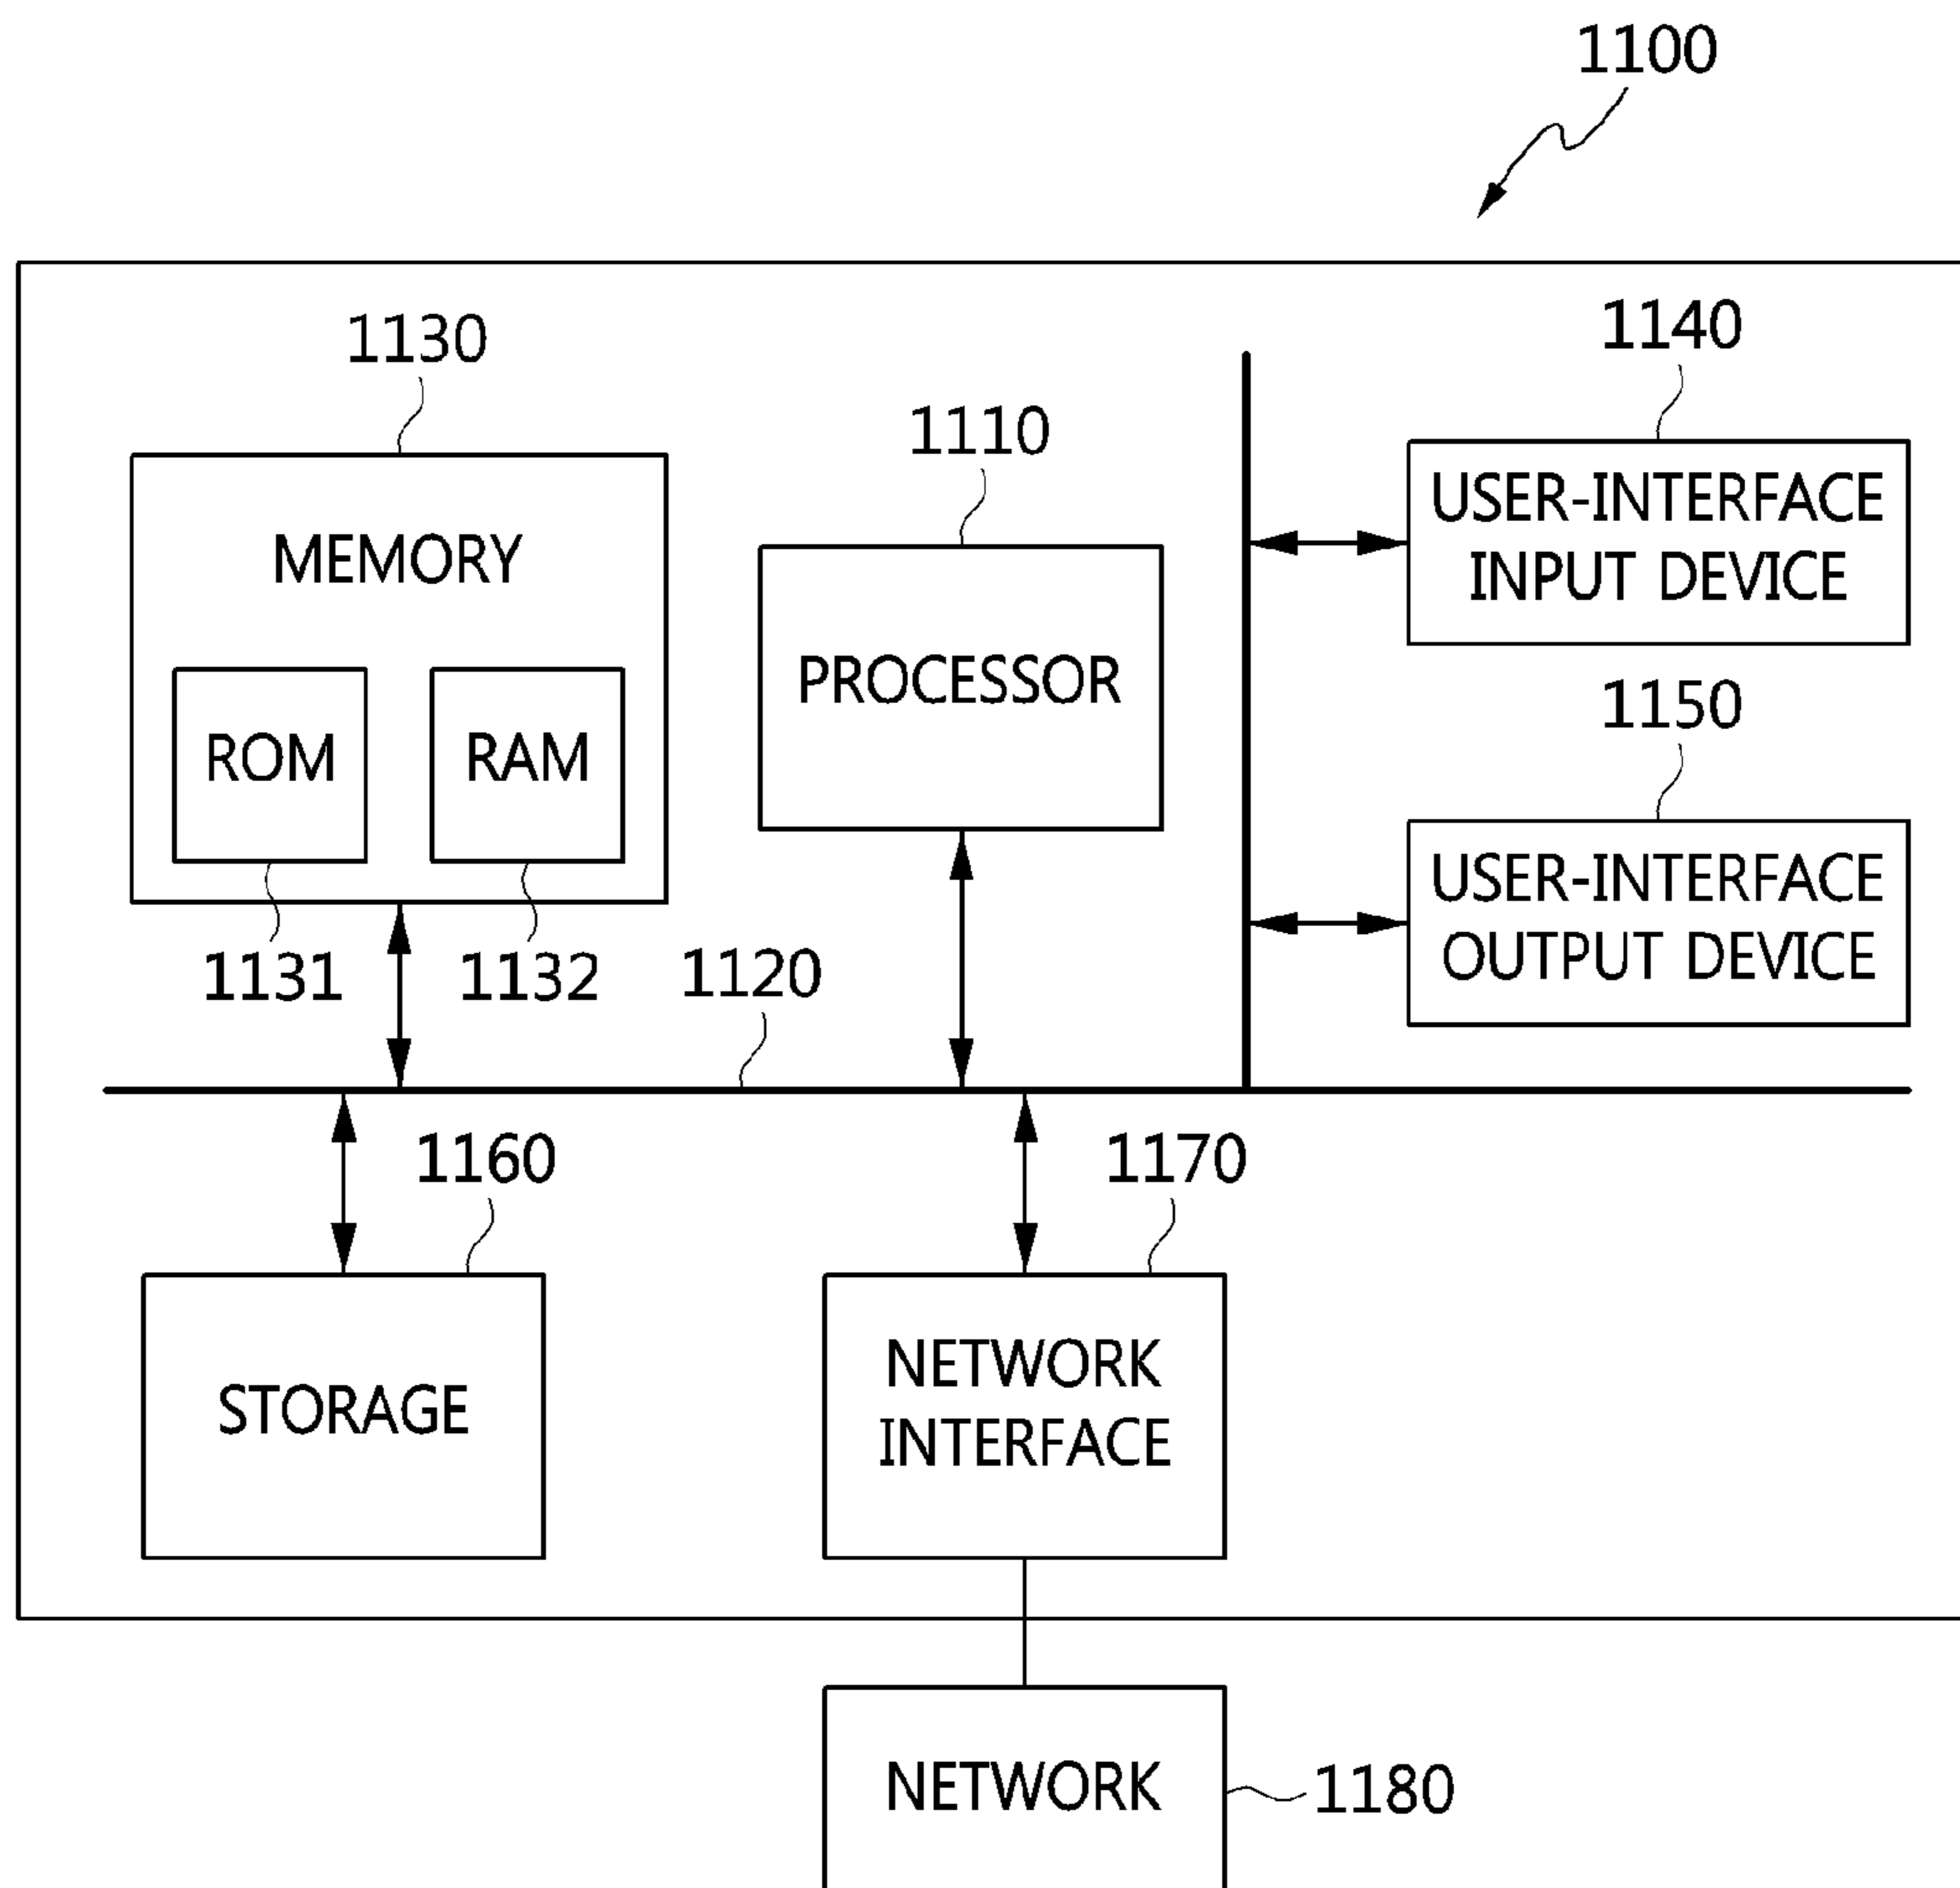 1100
1130
1110
1140
MEMORY
ROM
RAM
1131
1132
PROCESSOR
USER-INTERFACE
INPUT DEVICE
1150
USER-INTERFACE
OUTPUT DEVICE
1120
1160
1170
STORAGE
NETWORK
INTERFACE
NETWORK
1180